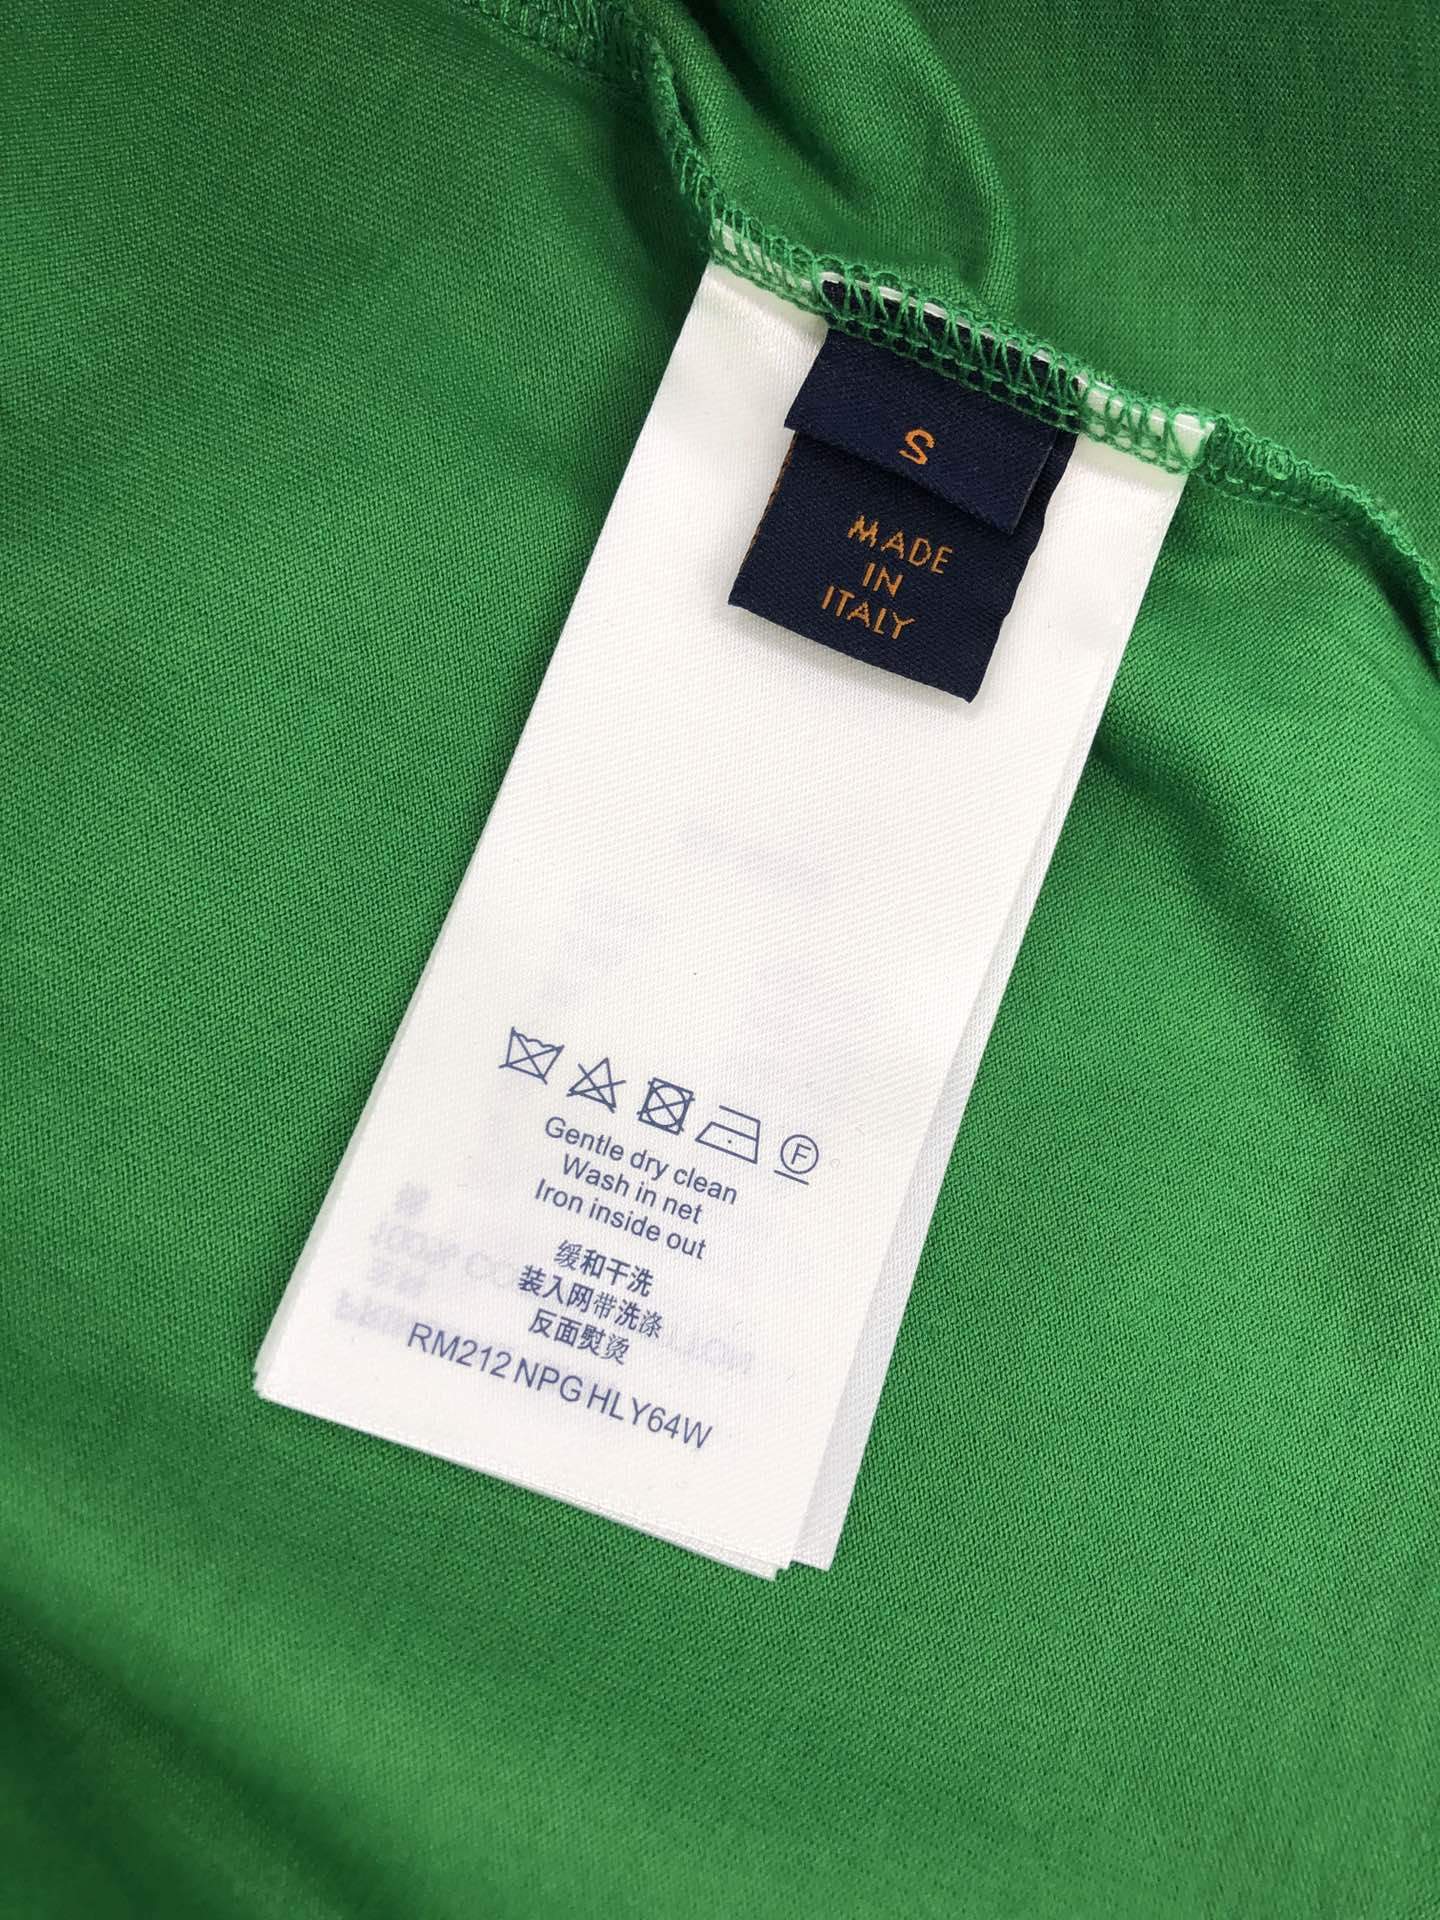 S
MADE
IN
ITALY
F
Gentle dry clean
Wash in net
Iron inside out
缓和干洗
装入网带洗涤
反面熨烫
RM212 NPG HLY64W